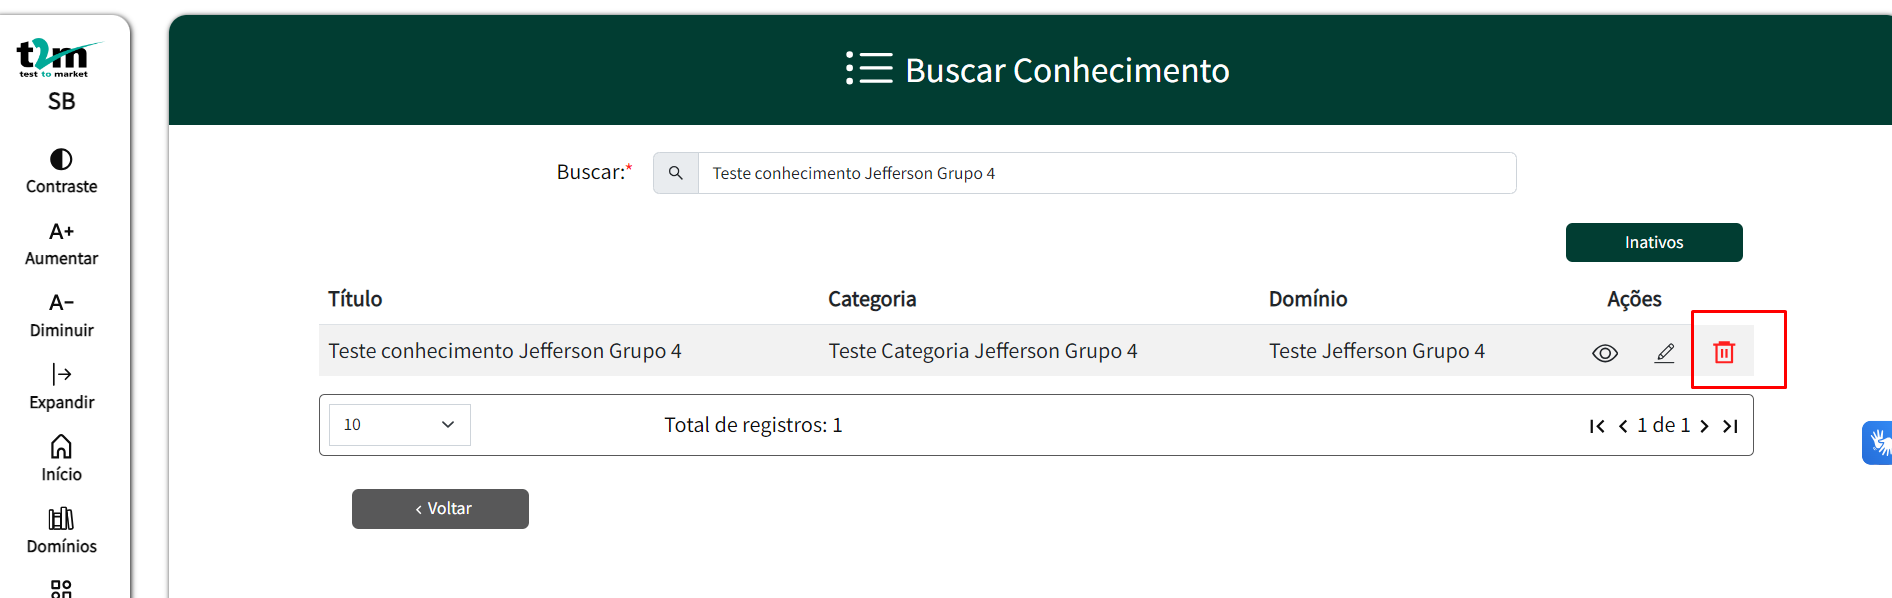 t2m
test to market
SB
Contraste
A+
Aumentar
A-
Diminuir
Expandir
Início
Domínios
Buscar Conhecimento
Buscar:*
Teste conhecimento Jefferson Grupo 4
Inativos
Título Categoria Domínio Ações
Teste conhecimento Jefferson Grupo 4 Teste Categoria Jefferson Grupo 4 Teste Jefferson Grupo 4
10 Total de registros: 1 1 de 1
‹ Voltar